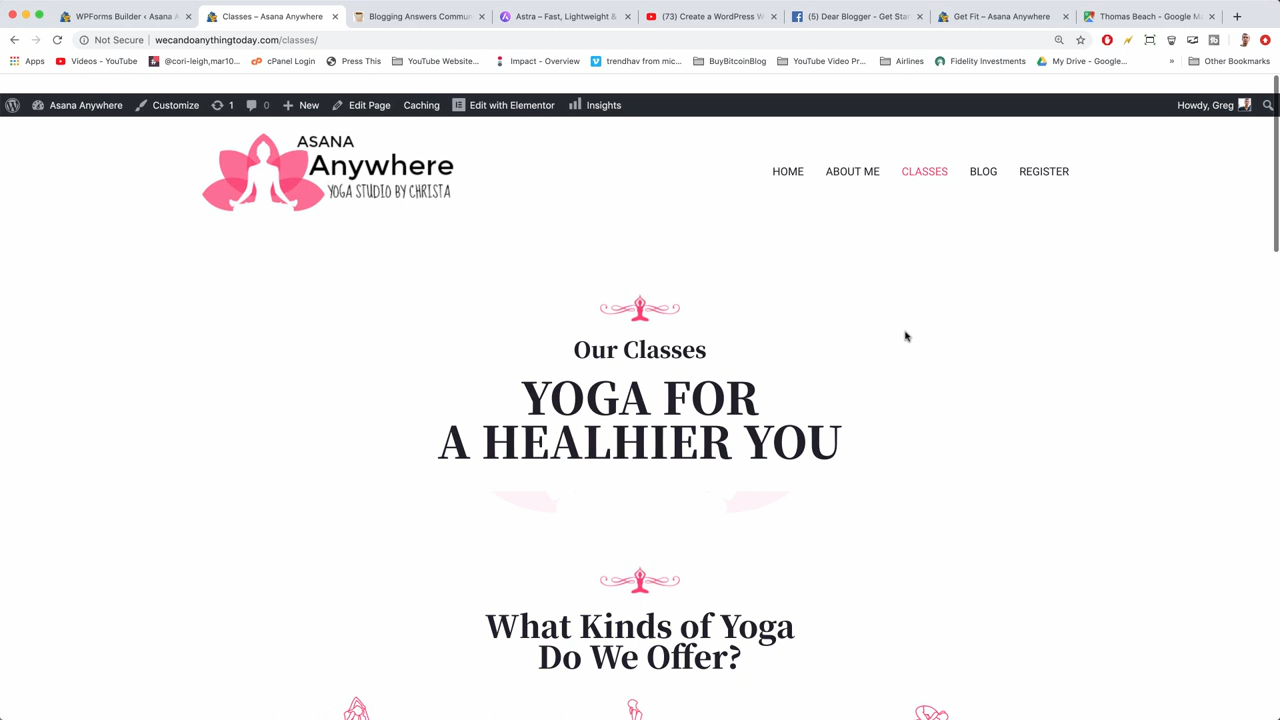 WPForms Builder ‹ Asana A
Classes – Asana Anywhere
Blogging Answers Commun
Astra – Fast, Lightweight &
(73) Create a WordPress W
(5) Dear Blogger - Get Star
Get Fit – Asana Anywhere
Thomas Beach - Google Ma
Not Secure
wecandoanythingtoday.com/classes/
Apps
Videos - YouTube
@cori-leigh,mar10...
cPanel Login
Press This
YouTube Website...
Impact - Overview
trendhav from mic...
BuyBitcoinBlog
YouTube Video Pr...
Airlines
Fidelity Investments
My Drive - Google...
»
Other Bookmarks
Asana Anywhere
Customize
1
0
New
Edit Page
Caching
Edit with Elementor
Insights
Howdy, Greg
ASANA
Anywhere
YOGA STUDIO BY CHRISTA
HOME
ABOUT ME
CLASSES
BLOG
REGISTER
Our Classes
YOGA FOR
A HEALHIER YOU
What Kinds of Yoga
Do We Offer?